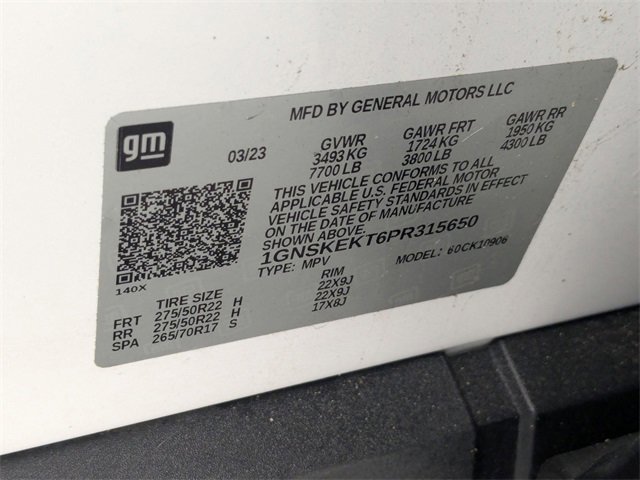 MFD BY GENERAL MOTORS LLC
gm
03/23
GVWR GAWR FRT GAWR RR
3493 KG 1724 KG 1950 KG
7700 LB 3800 LB 4300 LB
THIS VEHICLE CONFORMS TO ALL
APPLICABLE U.S. FEDERAL MOTOR
VEHICLE SAFETY STANDARDS IN EFFECT
ON THE DATE OF MANUFACTURE
SHOWN ABOVE.
1GNSKEKT6PR315650
TYPE: MPV MODEL: 60CK10906
140X
TIRE SIZE RIM
FRT 275/50R22 H 22X9J
RR 275/50R22 H 22X9J
SPA 265/70R17 S 17X8J